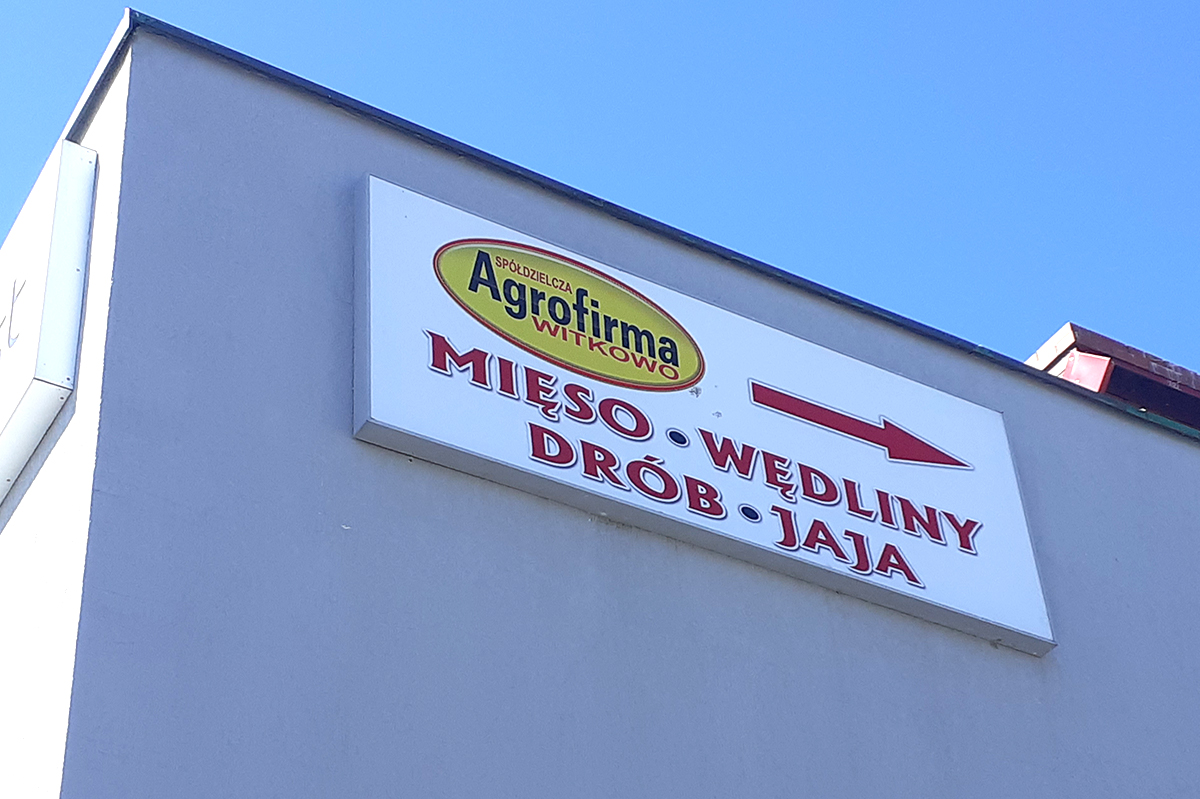 SPÓŁDZIELCZA
Agrofirma
WITKOWO
MIĘSO • WĘDLINY
DRÓB • JAJA